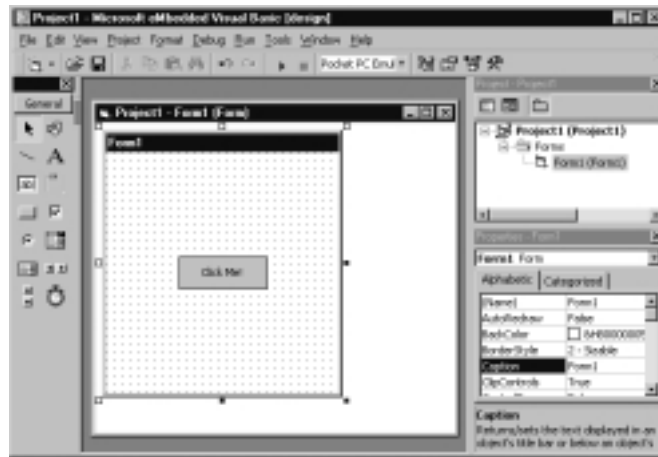 Project1 - Microsoft eMbedded Visual Basic [design]
File Edit View Project Format Debug Run Tools Window Help
Pocket PC Emul
General
Project1 - Form1 (Form)
Form1
Click Me!
Project - Project1
Project1 (Project1)
Forms
Form1 (Form1)
Properties - Form1
Form1 Form
Alphabetic Categorized
(Name) Form1
AutoRedraw False
BackColor
BorderStyle 2 - Sizable
Caption Form1
ClipControls True
Caption
Returns/sets the text displayed in an
object's title bar or below an object's